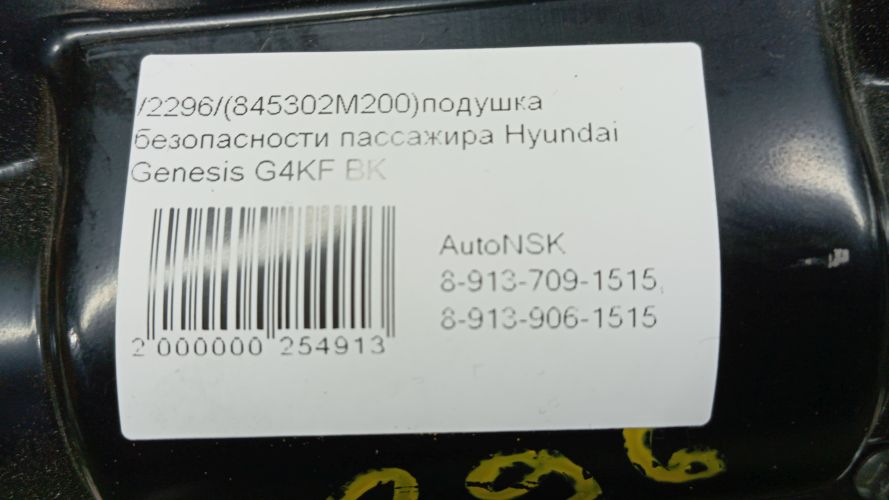 /2296/(845302M200)подушка
безопасности пассажира Hyundai
Genesis G4KF BK
AutoNSK
8-913-709-1515,
8-913-906-1515
2 000000 254913